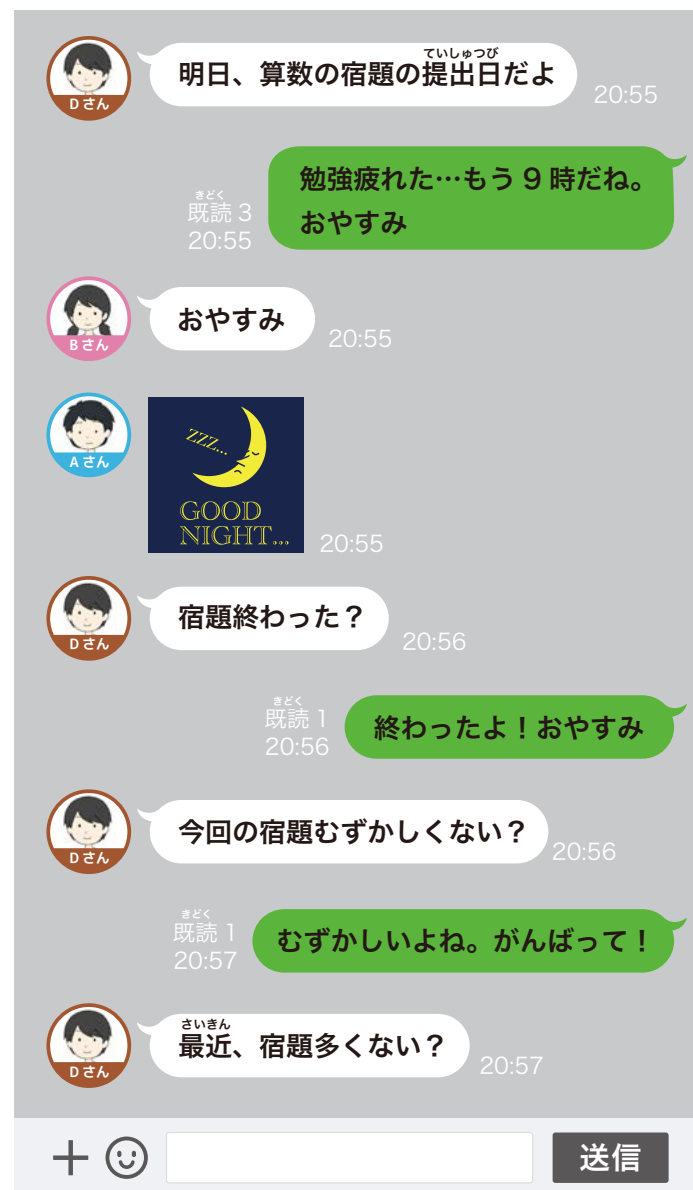 ていしゅつび
明日、算数の宿題の提出日だよ
Dさん
20:55
勉強疲れた…もう9時だね。
おやすみ
きどく
既読 3
20:55
おやすみ
Bさん
20:55
Aさん
ZZZ...
GOOD
NIGHT...
20:55
宿題終わった？
Dさん
20:56
きどく
既読 1
20:56
終わったよ！おやすみ
今回の宿題むずかしくない？
Dさん
20:56
きどく
既読 1
20:57
むずかしいよね。がんばって！
さいきん
最近、宿題多くない？
Dさん
20:57
送信